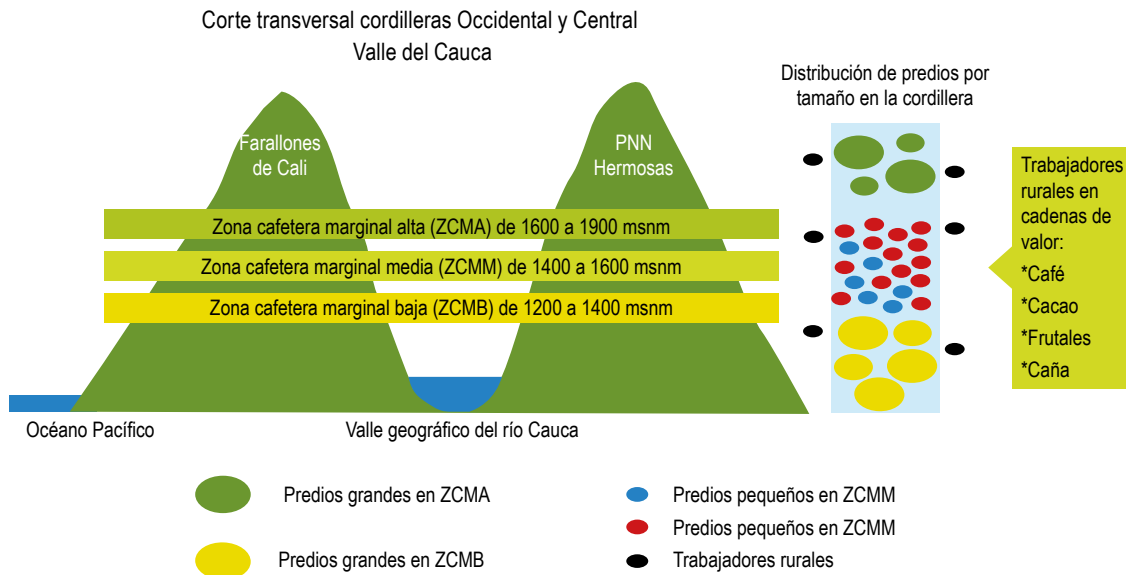 Corte transversal cordilleras Occidental y Central
Valle del Cauca
Distribución de predios por
tamaño en la cordillera
Farallones
de Cali
PNN
Hermosas
Zona cafetera marginal alta (ZCMA) de 1600 a 1900 msnm
Zona cafetera marginal media (ZCMM) de 1400 a 1600 msnm
Zona cafetera marginal baja (ZCMB) de 1200 a 1400 msnm
Trabajadores
rurales en
cadenas de
valor:
*Café
*Cacao
*Frutales
*Caña
Océano Pacífico
Valle geográfico del río Cauca
Predios grandes en ZCMA
Predios grandes en ZCMB
Predios pequeños en ZCMM
Predios pequeños en ZCMM
Trabajadores rurales